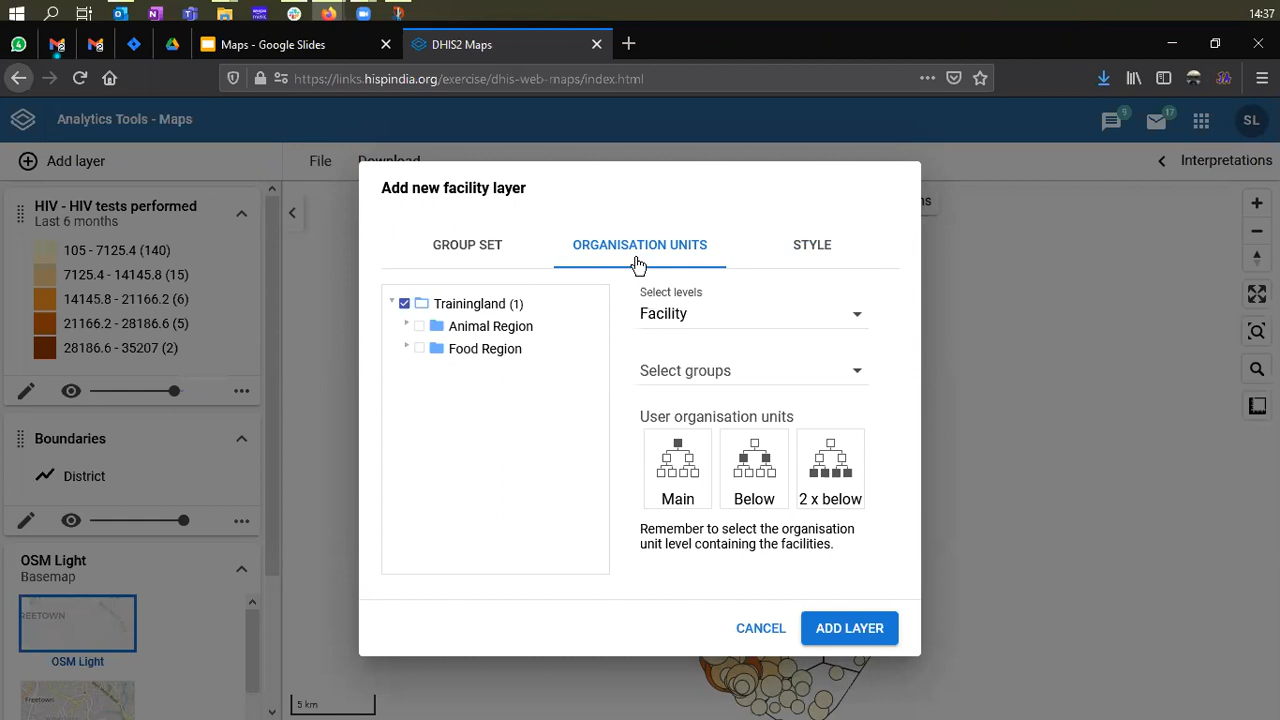 14:37
Maps - Google Slides
DHIS2 Maps
https://links.hispindia.org/exercise/dhis-web-maps/index.html
Analytics Tools - Maps
9
17
SL
Add layer
File
Download
Interpretations
HIV - HIV tests performed
Last 6 months
105 - 7125.4 (140)
7125.4 - 14145.8 (15)
14145.8 - 21166.2 (6)
21166.2 - 28186.6 (5)
28186.6 - 35207 (2)
Boundaries
District
OSM Light
Basemap
REETOWN
OSM Light
Freetown
Add new facility layer
GROUP SET
ORGANISATION UNITS
STYLE
Trainingland (1)
Animal Region
Food Region
Select levels
Facility
Select groups
User organisation units
Main
Below
2 x below
Remember to select the organisation
unit level containing the facilities.
CANCEL
ADD LAYER
5 km